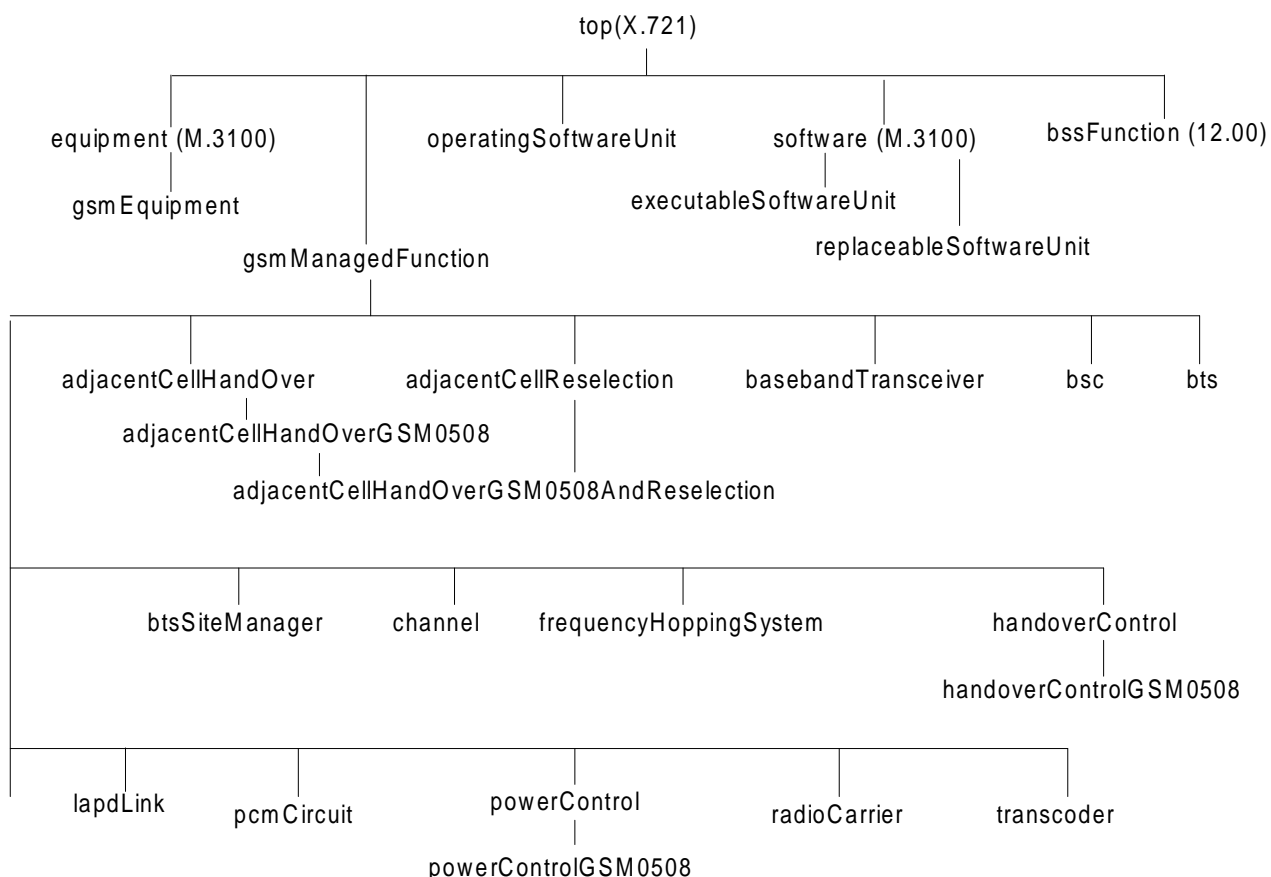 top(X.721)
equipment (M.3100)
operatingSoftwareUnit
software (M.3100)
bssFunction (12.00)
gsmEquipment
executableSoftwareUnit
replaceableSoftwareUnit
gsmManagedFunction
adjacentCellHandOver
adjacentCellReselection
basebandTransceiver
bsc
bts
adjacentCellHandOverGSM0508
adjacentCellHandOverGSM0508AndReselection
btsSiteManager
channel
frequencyHoppingSystem
handoverControl
handoverControlGSM0508
lapdLink
pcmCircuit
powerControl
radioCarrier
transcoder
powerControlGSM0508